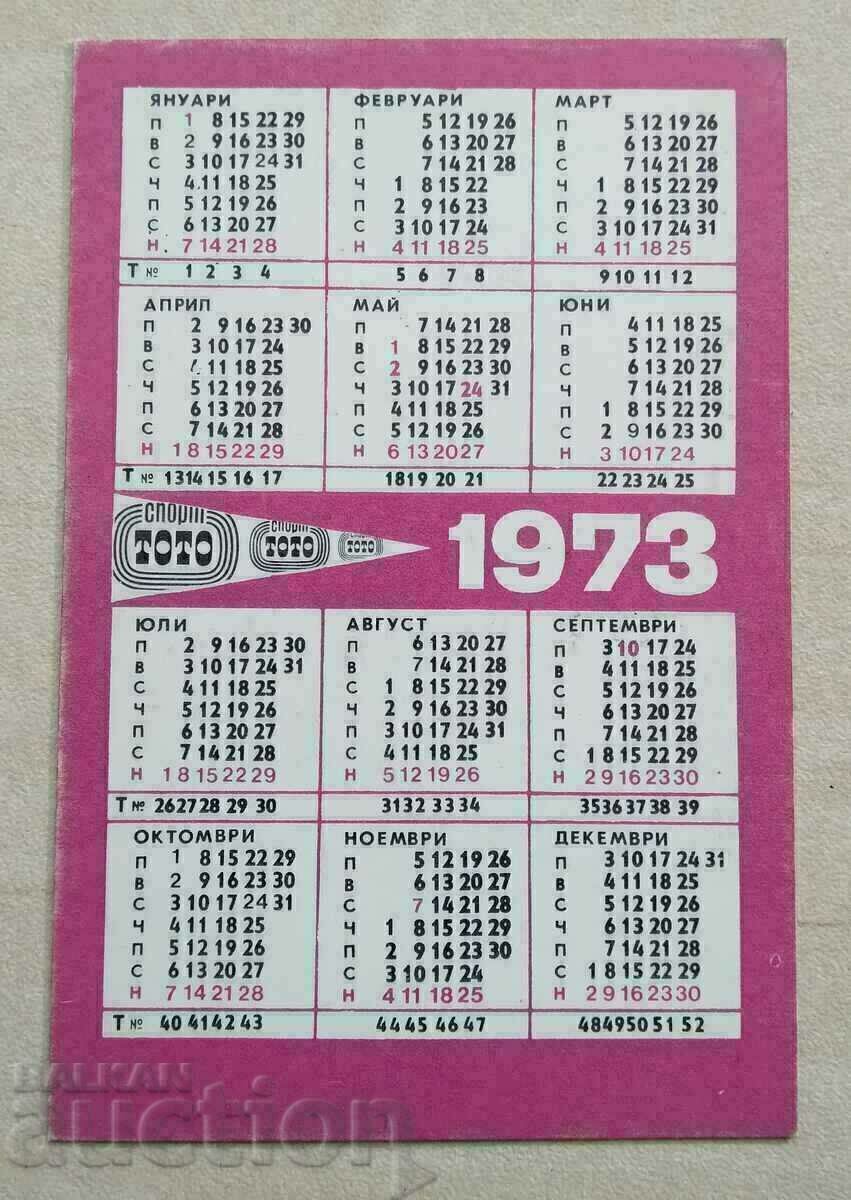 ЯНУАРИ
П 1 8 15 22 29
В 2 9 16 23 30
С 3 10 17 24 31
Ч 4 11 18 25
П 5 12 19 26
С 6 13 20 27
Н 7 14 21 28
ФЕВРУАРИ
П 5 12 19 26
В 6 13 20 27
С 7 14 21 28
Ч 1 8 15 22
П 2 9 16 23
С 3 10 17 24
Н 4 11 18 25
МАРТ
П 5 12 19 26
В 6 13 20 27
С 7 14 21 28
Ч 1 8 15 22 29
П 2 9 16 23 30
С 3 10 17 24 31
Н 4 11 18 25
Т № 1 2 3 4 5 6 7 8 9 10 11 12
АПРИЛ
П 2 9 16 23 30
В 3 10 17 24
С 4 11 18 25
Ч 5 12 19 26
П 6 13 20 27
С 7 14 21 28
Н 1 8 15 22 29
МАЙ
П 7 14 21 28
В 1 8 15 22 29
С 2 9 16 23 30
Ч 3 10 17 24 31
П 4 11 18 25
С 5 12 19 26
Н 6 13 20 27
ЮНИ
П 4 11 18 25
В 5 12 19 26
С 6 13 20 27
Ч 7 14 21 28
П 1 8 15 22 29
С 2 9 16 23 30
Н 3 10 17 24
Т № 13 14 15 16 17 18 19 20 21 22 23 24 25
спорт
ТОТО
спорт
ТОТО
ТОТО
1973
ЮЛИ
П 2 9 16 23 30
В 3 10 17 24 31
С 4 11 18 25
Ч 5 12 19 26
П 6 13 20 27
С 7 14 21 28
Н 1 8 15 22 29
АВГУСТ
П 6 13 20 27
В 7 14 21 28
С 1 8 15 22 29
Ч 2 9 16 23 30
П 3 10 17 24 31
С 4 11 18 25
Н 5 12 19 26
СЕПТЕМВРИ
П 3 10 17 24
В 4 11 18 25
С 5 12 19 26
Ч 6 13 20 27
П 7 14 21 28
С 1 8 15 22 29
Н 2 9 16 23 30
Т № 26 27 28 29 30 31 32 33 34 35 36 37 38 39
ОКТОМВРИ
П 1 8 15 22 29
В 2 9 16 23 30
С 3 10 17 24 31
Ч 4 11 18 25
П 5 12 19 26
С 6 13 20 27
Н 7 14 21 28
НОЕМВРИ
П 5 12 19 26
В 6 13 20 27
С 7 14 21 28
Ч 1 8 15 22 29
П 2 9 16 23 30
С 3 10 17 24
Н 4 11 18 25
ДЕКЕМВРИ
П 3 10 17 24 31
В 4 11 18 25
С 5 12 19 26
Ч 6 13 20 27
П 7 14 21 28
С 1 8 15 22 29
Н 2 9 16 23 30
Т № 40 41 42 43 44 45 46 47 48 49 50 51 52
BALKAN
auction